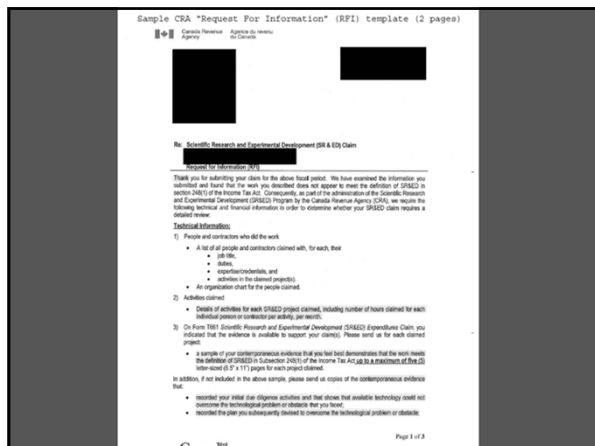 Sample CRA "Request For Information" (RFI) template (2 pages)
Canada Revenue Agency
Agence du revenu du Canada
Re: Scientific Research and Experimental Development (SR & ED) Claim
Request for Information (RFI)
Thank you for submitting your claim for the above fiscal period. We have examined the information you
submitted and found that the work you described does not appear to meet the definition of SR&ED in
section 248(1) of the Income Tax Act. Consequently, as part of the administration of the Scientific Research
and Experimental Development (SR&ED) Program by the Canada Revenue Agency (CRA), we require the
following technical and financial information in order to determine whether your SR&ED claim requires a
detailed review:
Technical Information:
1) People and contractors who did the work
• A list of all people and contractors claimed with, for each, their
• job title,
• duties,
• expertise/credentials, and
• activities in the claimed project(s).
• An organization chart for the people claimed.
2) Activities claimed
• Details of activities for each SR&ED project claimed, including number of hours claimed for each
individual person or contractor per activity, per month.
3) On Form T661 Scientific Research and Experimental Development (SR&ED) Expenditures Claim, you
indicated that the evidence is available to support your claim(s). Please send us for each claimed
project:
• a sample of your contemporaneous evidence that you feel best demonstrates that the work meets
the definition of SR&ED in Subsection 248(1) of the Income Tax Act up to a maximum of five (5)
letter-sized (8.5" x 11") pages for each project claimed.
In addition, if not included in the above sample, please send us copies of the contemporaneous evidence
that:
• recorded your initial due diligence activities and that shows that available technology could not
overcome the technological problem or obstacle that you faced;
• recorded the plan you subsequently devised to overcome the technological problem or obstacle;
Page 1 of 3